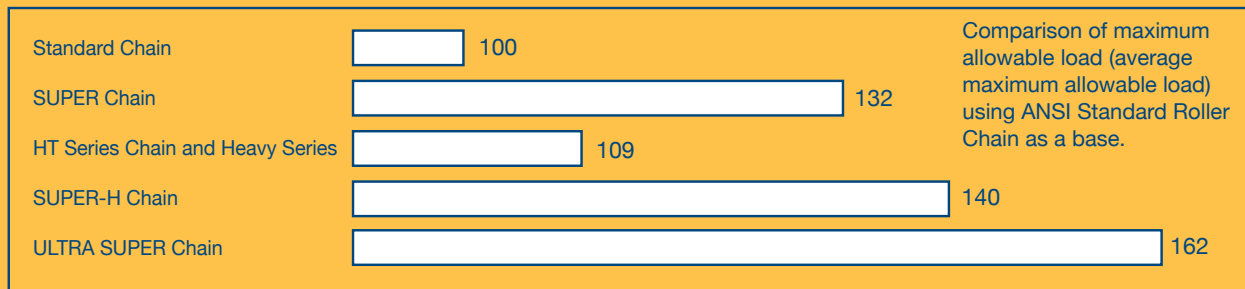 Standard Chain 100
SUPER Chain 132
HT Series Chain and Heavy Series 109
SUPER-H Chain 140
ULTRA SUPER Chain 162
Comparison of maximum
allowable load (average
maximum allowable load)
using ANSI Standard Roller
Chain as a base.